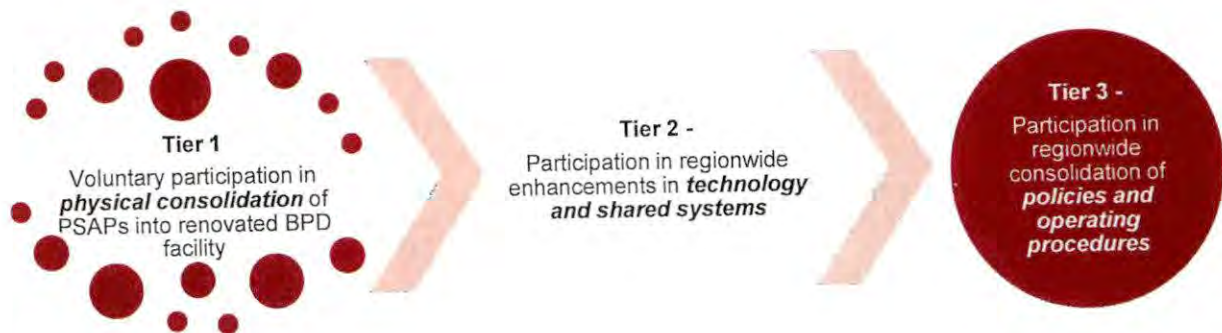 Tier 1
Voluntary participation in
physical consolidation of
PSAPs into renovated BPD
facility
Tier 2 -
Participation in regionwide
enhancements in technology
and shared systems
Tier 3 -
Participation in
regionwide
consolidation of
policies and
operating
procedures